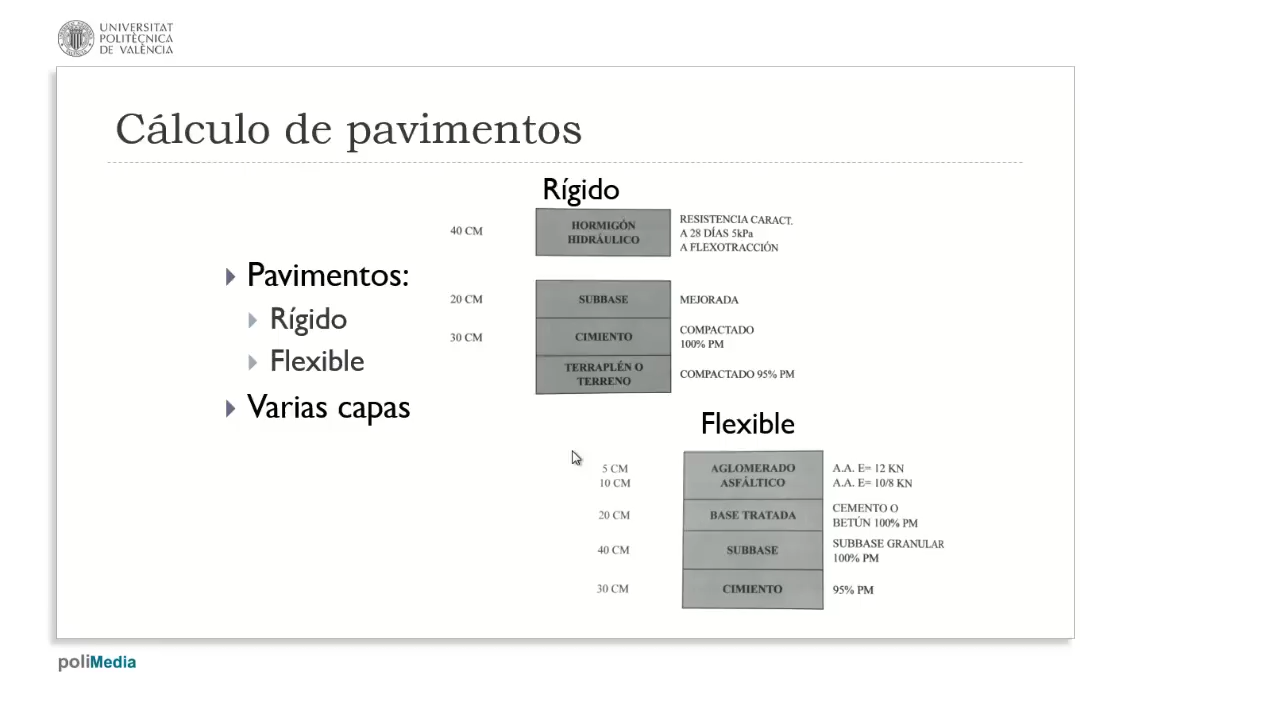 UNIVERSITAT
POLITÈCNICA
DE VALÈNCIA
Cálculo de pavimentos
Pavimentos:
Rígido
Flexible
Varias capas
Rígido
40 CM
HORMIGÓN
HIDRÁULICO
RESISTENCIA CARACT.
A 28 DÍAS 5kPa
A FLEXOTRACCIÓN
20 CM
SUBBASE
MEJORADA
30 CM
CIMIENTO
COMPACTADO
100% PM
TERRAPLÉN O
TERRENO
COMPACTADO 95% PM
Flexible
5 CM
10 CM
AGLOMERADO
ASFÁLTICO
A.A. E= 12 KN
A.A. E= 10/8 KN
20 CM
BASE TRATADA
CEMENTO O
BETÚN 100% PM
40 CM
SUBBASE
SUBBASE GRANULAR
100% PM
30 CM
CIMIENTO
95% PM
poliMedia